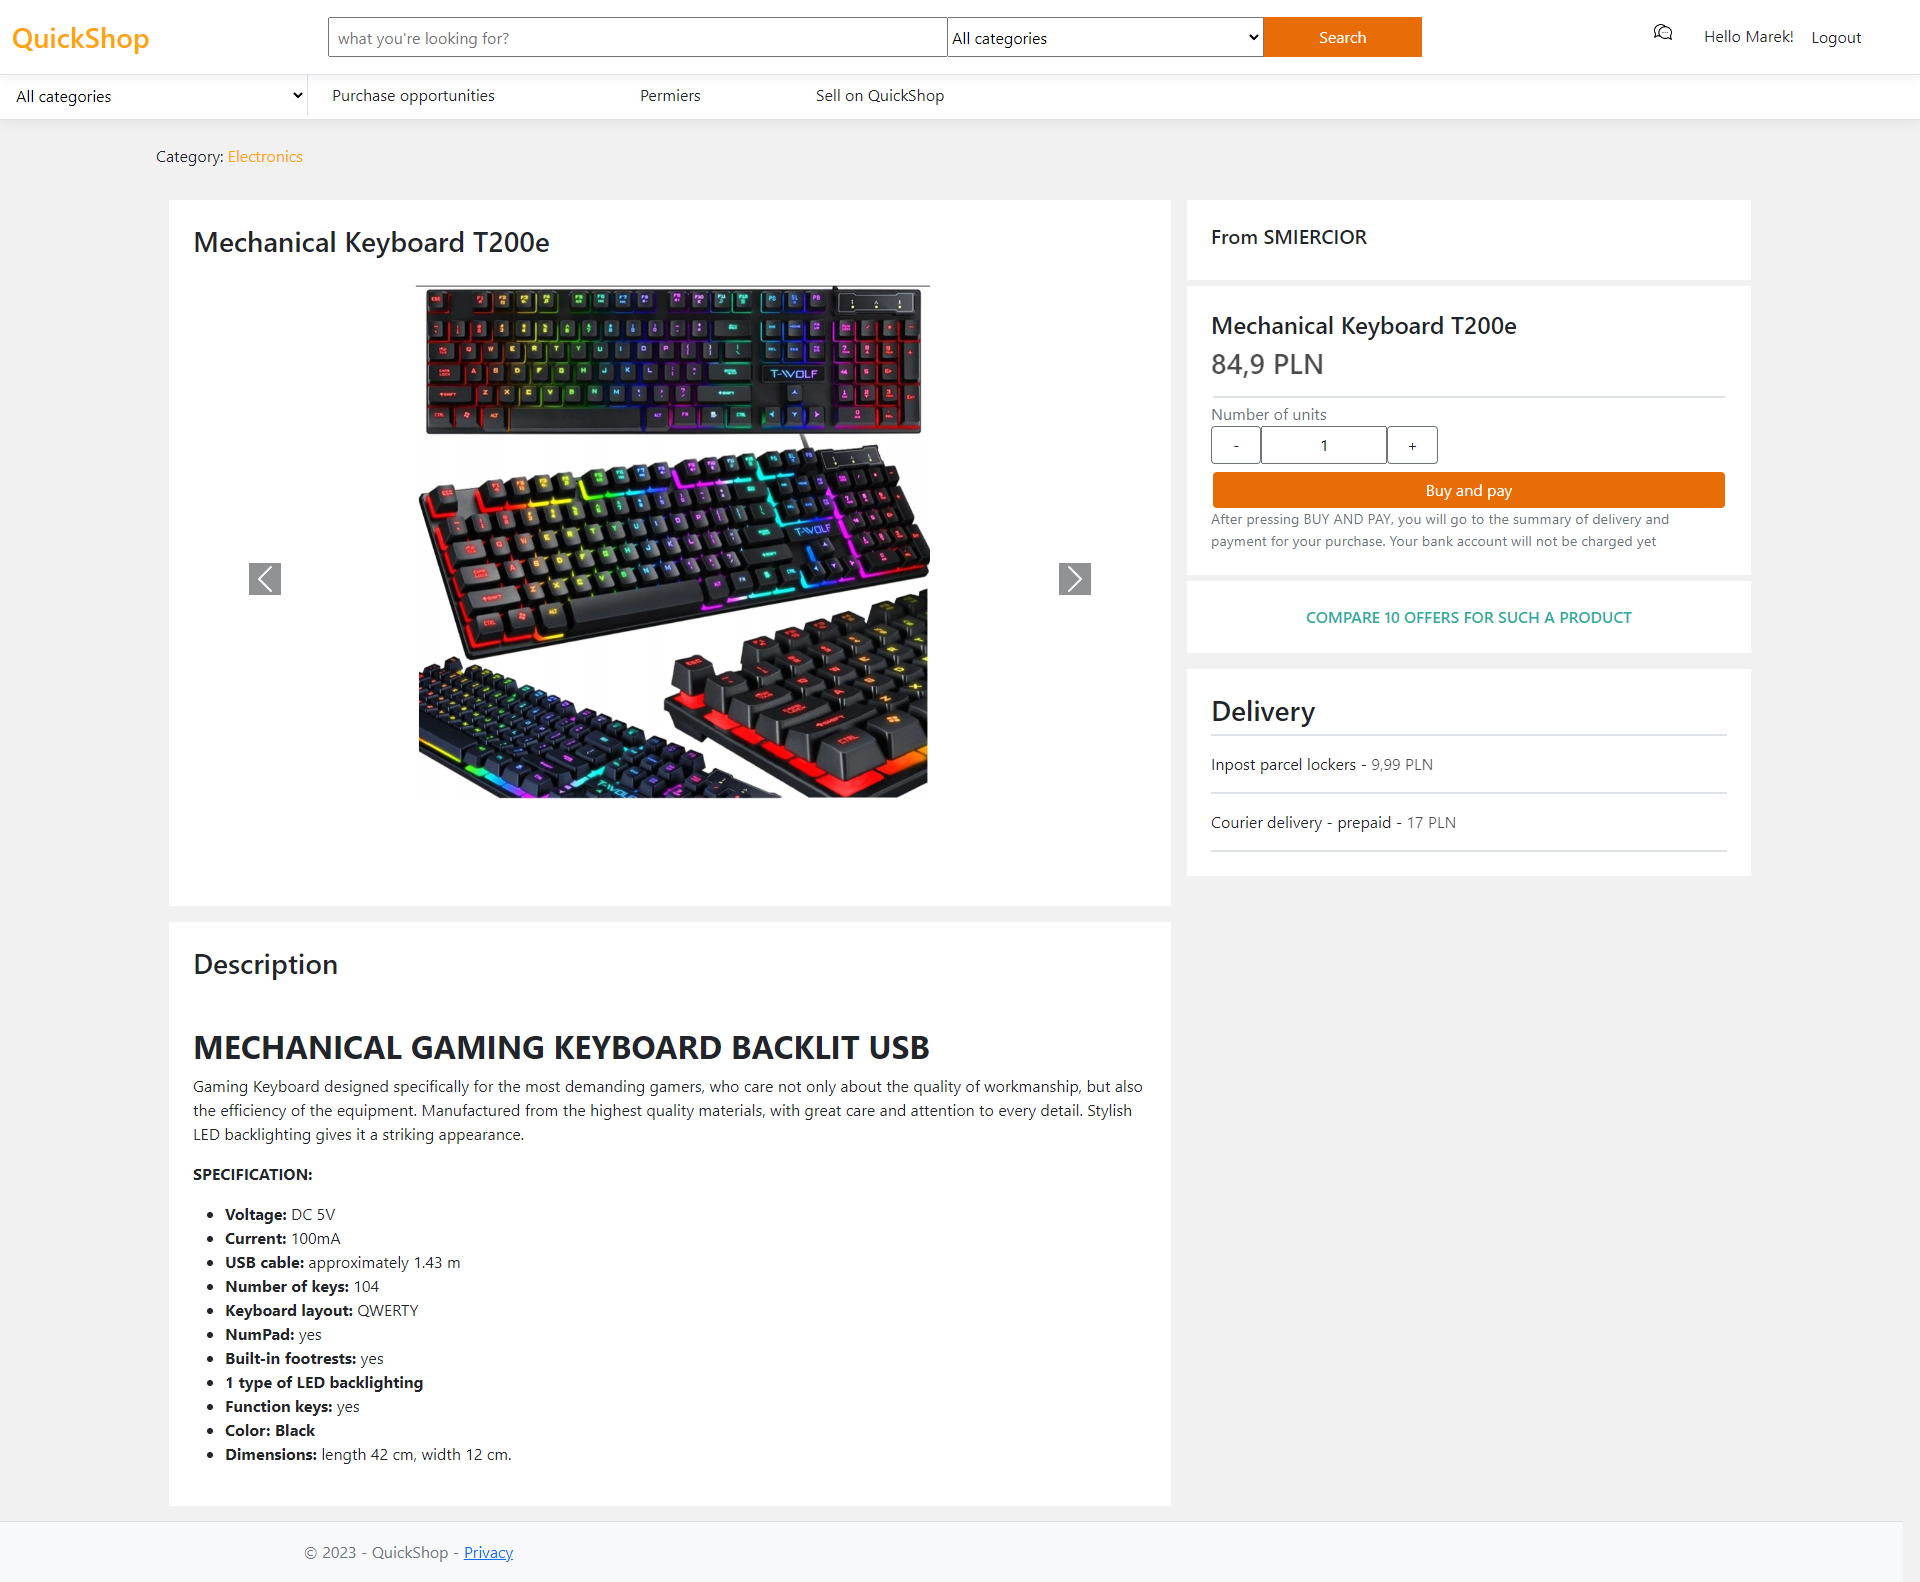 QuickShop
what you're looking for?
All categories
Search
Hello Marek!
Logout
All categories
Purchase opportunities
Permiers
Sell on QuickShop
Category: Electronics
Mechanical Keyboard T200e
T-WOLF
T-WOLF
T-WOLF
From SMIERCIOR
Mechanical Keyboard T200e
84,9 PLN
Number of units
-
1
+
Buy and pay
After pressing BUY AND PAY, you will go to the summary of delivery and
payment for your purchase. Your bank account will not be charged yet
COMPARE 10 OFFERS FOR SUCH A PRODUCT
Delivery
Inpost parcel lockers - 9,99 PLN
Courier delivery - prepaid - 17 PLN
Description
MECHANICAL GAMING KEYBOARD BACKLIT USB
Gaming Keyboard designed specifically for the most demanding gamers, who care not only about the quality of workmanship, but also
the efficiency of the equipment. Manufactured from the highest quality materials, with great care and attention to every detail. Stylish
LED backlighting gives it a striking appearance.
SPECIFICATION:
• Voltage: DC 5V
• Current: 100mA
• USB cable: approximately 1.43 m
• Number of keys: 104
• Keyboard layout: QWERTY
• NumPad: yes
• Built-in footrests: yes
• 1 type of LED backlighting
• Function keys: yes
• Color: Black
• Dimensions: length 42 cm, width 12 cm.
© 2023 - QuickShop - Privacy